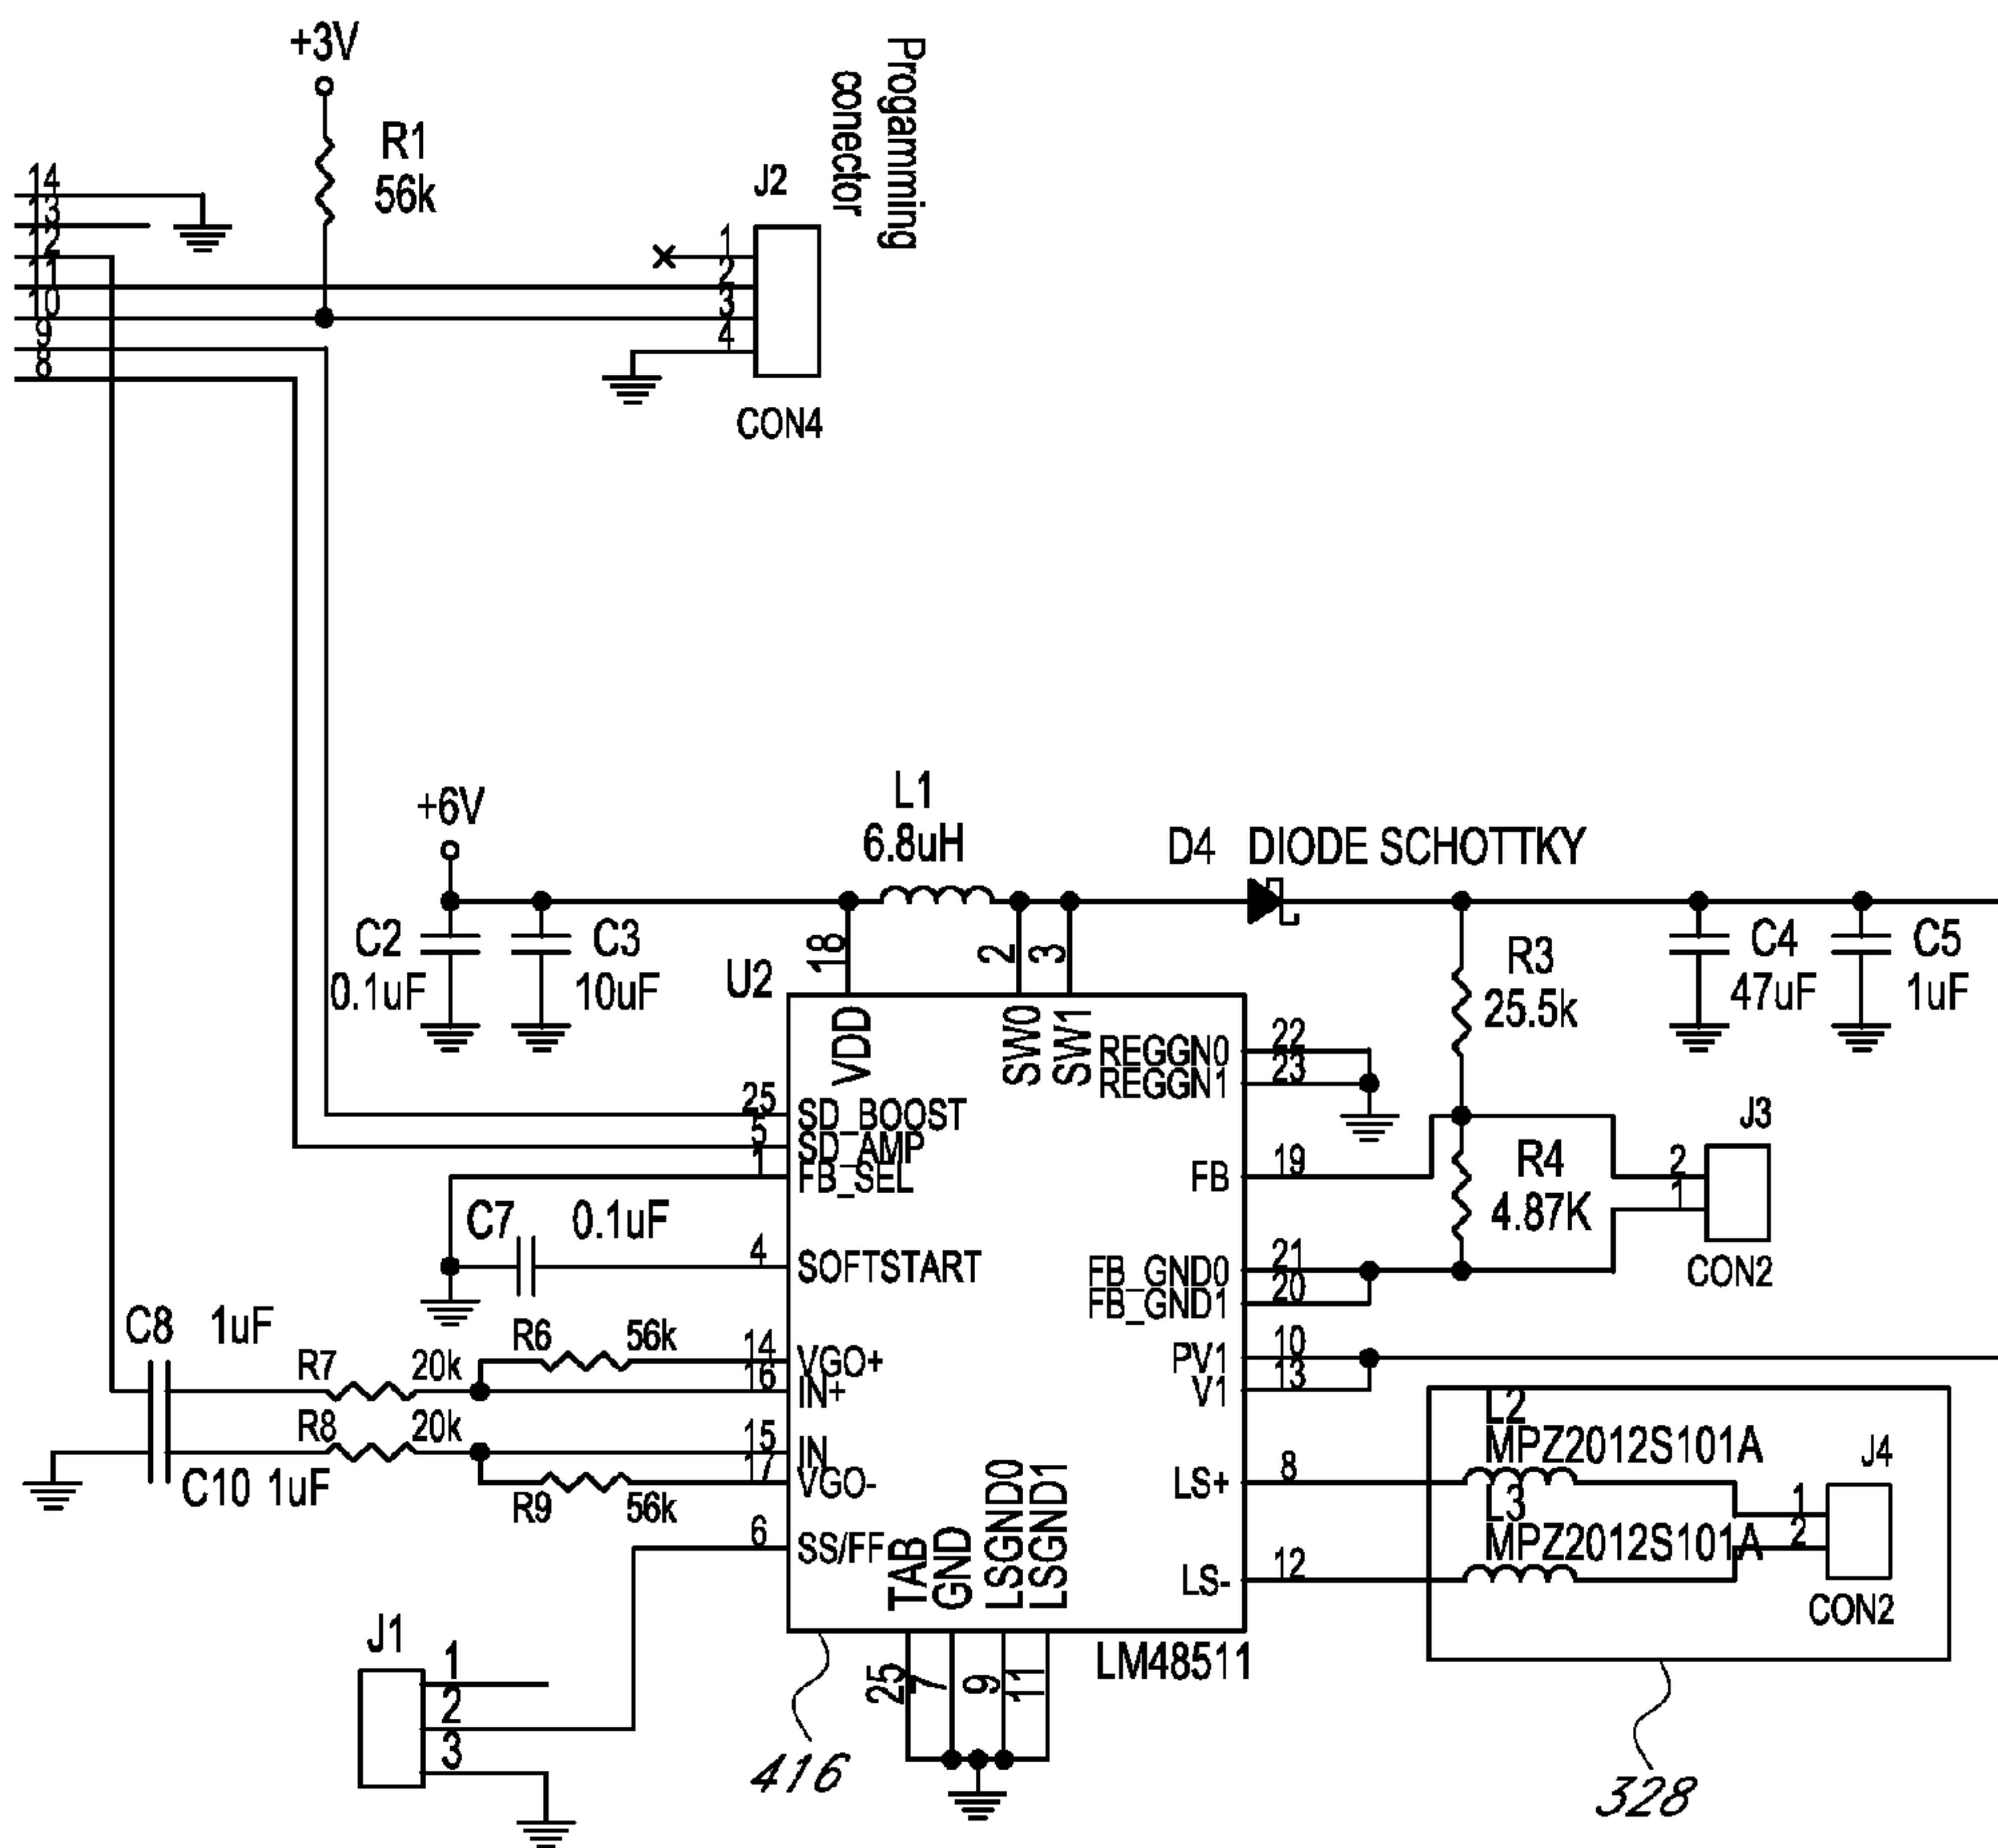 +3V
R1
56k
Progamming
conector
J2
14
13
12
11
10
9
8
1
2
3
4
CON4
+6V
L1
6.8uH
D4 DIODE SCHOTTKY
C2
0.1uF
C3
10uF
18
2
3
R3
25.5k
C4
47uF
C5
1uF
U2
VDD
SW0
SW1
REGGN0
REGGN1
22
23
25
5
1
SD_BOOST
SD_AMP
FB_SEL
FB
19
R4
4.87K
J3
2
1
CON2
C7 0.1uF
4
SOFTSTART
FB_GND0
FB_GND1
21
20
C8 1uF
R7 20k
R6 56k
14
16
VGO+
IN+
PV1
V1
10
13
R8 20k
C10 1uF
R9 56k
15
17
IN
VGO-
LS+
8
L2
MPZ2012S101A
L3
MPZ2012S101A
J4
1
2
CON2
6
SS/FF
TAB
GND
LSGND0
LSGND1
LS-
12
LM48511
J1
1
2
3
25
7
9
11
416
328